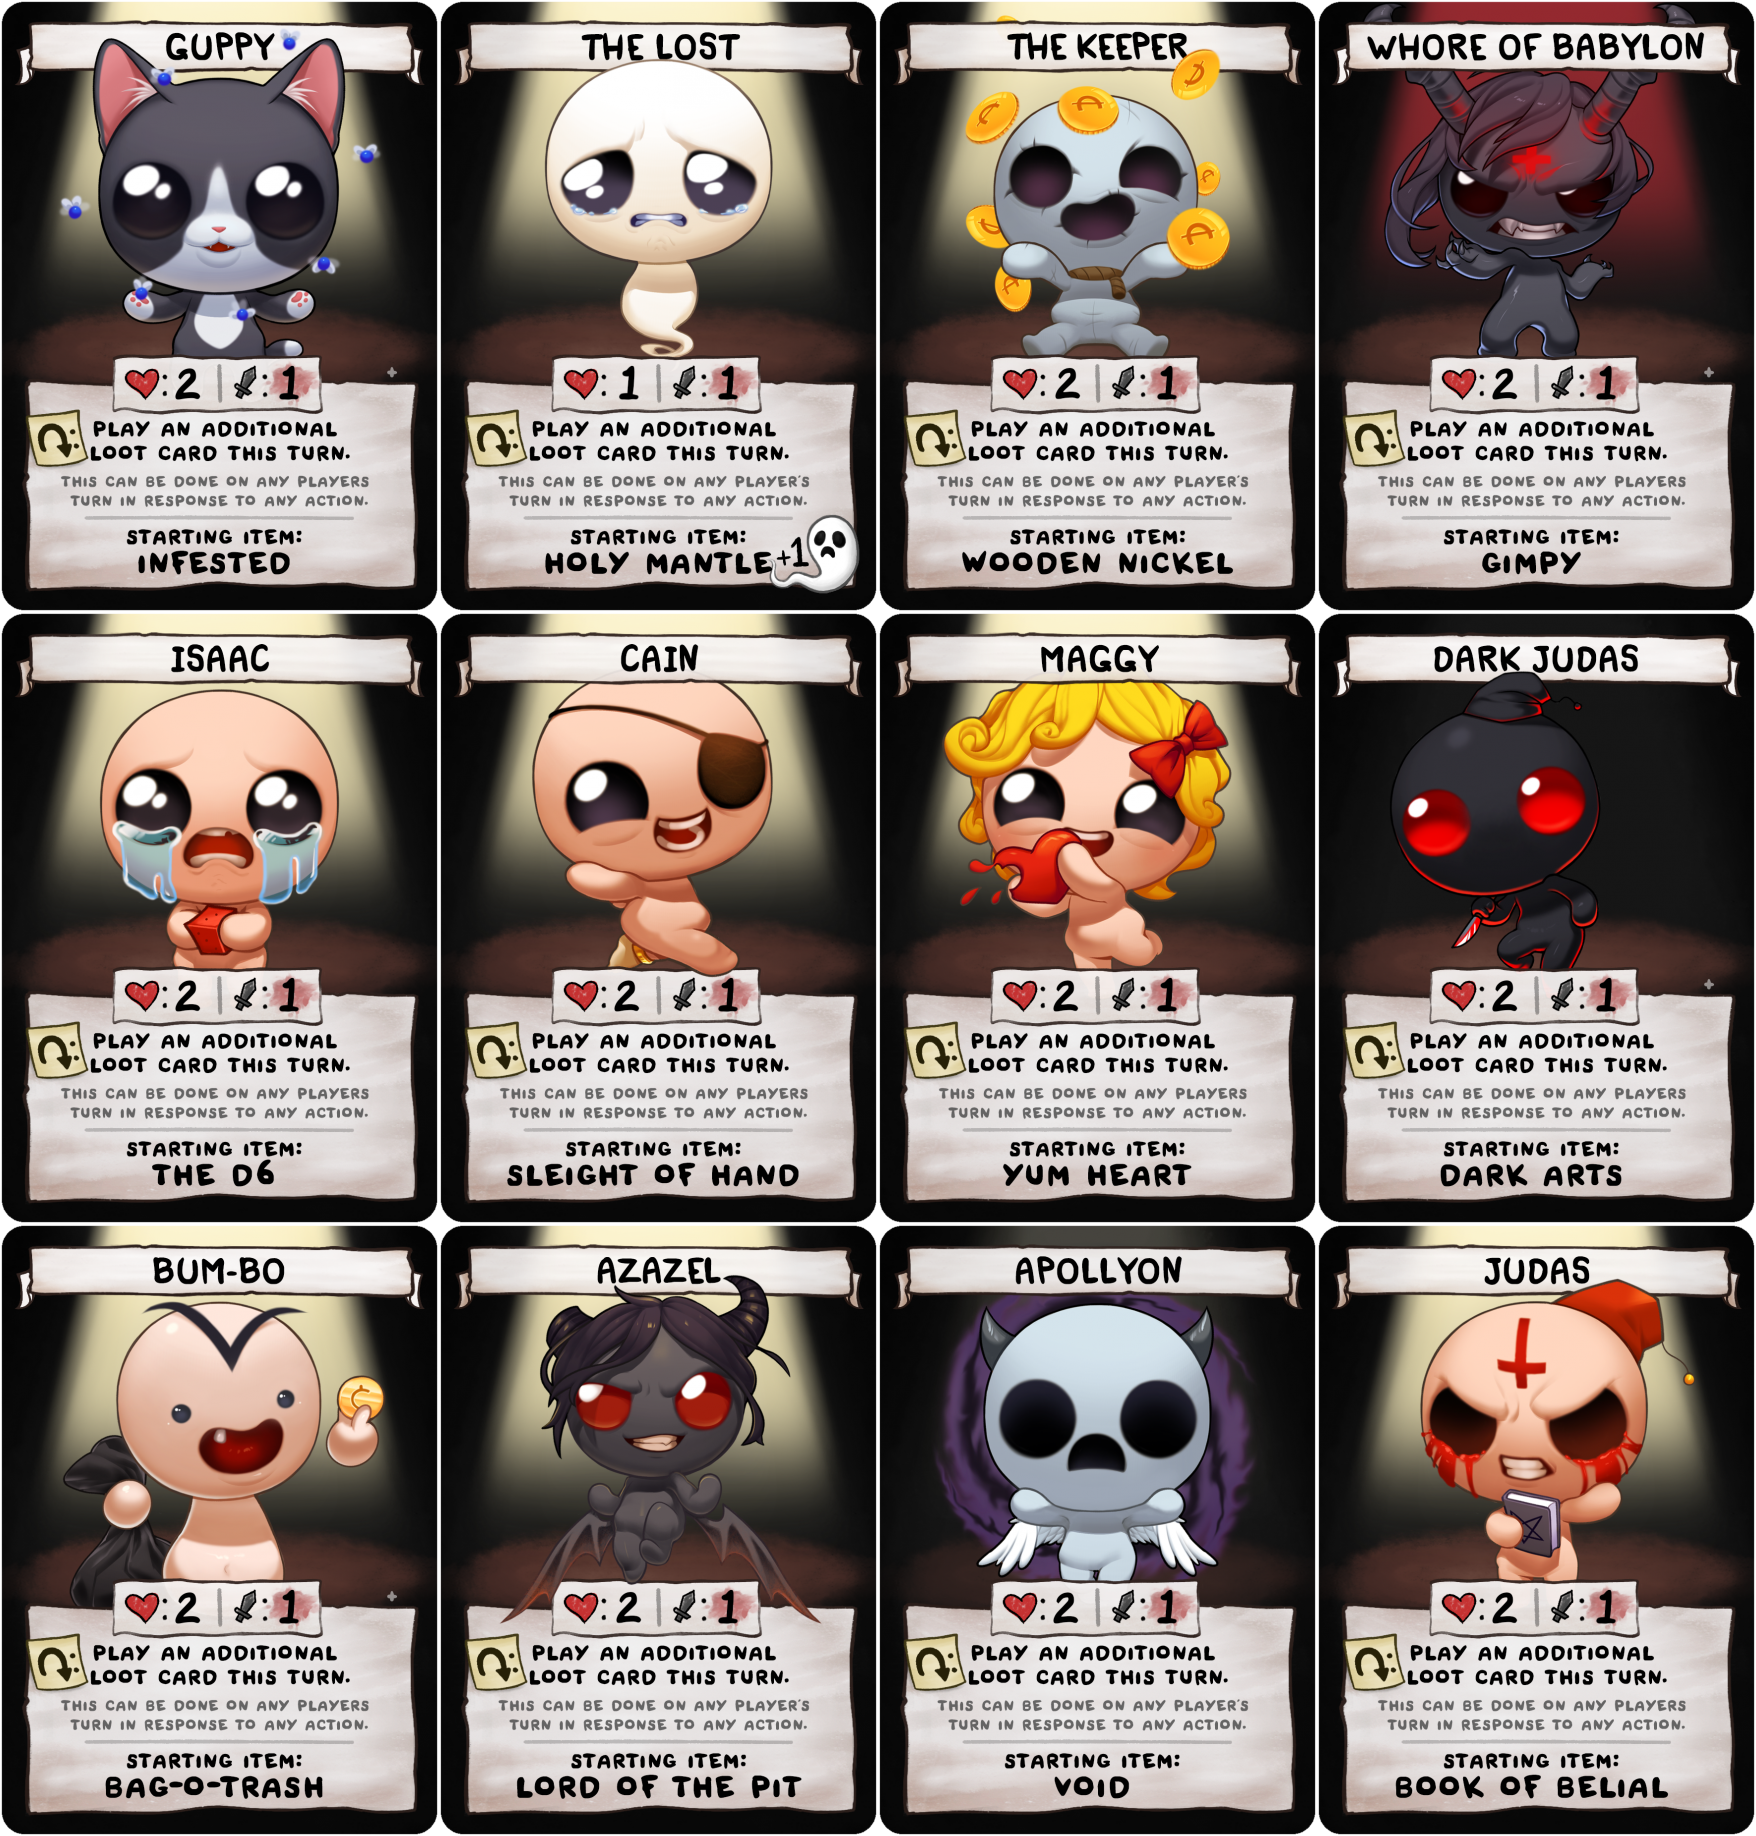 GUPPY
❤: 2 | 🗡: 1
PLAY AN ADDITIONAL
LOOT CARD THIS TURN.
THIS CAN BE DONE ON ANY PLAYERS
TURN IN RESPONSE TO ANY ACTION.
STARTING ITEM:
INFESTED
THE LOST
❤: 1 | 🗡: 1
PLAY AN ADDITIONAL
LOOT CARD THIS TURN.
THIS CAN BE DONE ON ANY PLAYER'S
TURN IN RESPONSE TO ANY ACTION.
STARTING ITEM:
HOLY MANTLE +1
THE KEEPER
❤: 2 | 🗡: 1
PLAY AN ADDITIONAL
LOOT CARD THIS TURN.
THIS CAN BE DONE ON ANY PLAYER'S
TURN IN RESPONSE TO ANY ACTION.
STARTING ITEM:
WOODEN NICKEL
WHORE OF BABYLON
❤: 2 | 🗡: 1
PLAY AN ADDITIONAL
LOOT CARD THIS TURN.
THIS CAN BE DONE ON ANY PLAYERS
TURN IN RESPONSE TO ANY ACTION.
STARTING ITEM:
GIMPY
ISAAC
❤: 2 | 🗡: 1
PLAY AN ADDITIONAL
LOOT CARD THIS TURN.
THIS CAN BE DONE ON ANY PLAYERS
TURN IN RESPONSE TO ANY ACTION.
STARTING ITEM:
THE D6
CAIN
❤: 2 | 🗡: 1
PLAY AN ADDITIONAL
LOOT CARD THIS TURN.
THIS CAN BE DONE ON ANY PLAYERS
TURN IN RESPONSE TO ANY ACTION.
STARTING ITEM:
SLEIGHT OF HAND
MAGGY
❤: 2 | 🗡: 1
PLAY AN ADDITIONAL
LOOT CARD THIS TURN.
THIS CAN BE DONE ON ANY PLAYERS
TURN IN RESPONSE TO ANY ACTION.
STARTING ITEM:
YUM HEART
DARK JUDAS
❤: 2 | 🗡: 1
PLAY AN ADDITIONAL
LOOT CARD THIS TURN.
THIS CAN BE DONE ON ANY PLAYERS
TURN IN RESPONSE TO ANY ACTION.
STARTING ITEM:
DARK ARTS
BUM-BO
❤: 2 | 🗡: 1
PLAY AN ADDITIONAL
LOOT CARD THIS TURN.
THIS CAN BE DONE ON ANY PLAYERS
TURN IN RESPONSE TO ANY ACTION.
STARTING ITEM:
BAG-O-TRASH
AZAZEL
❤: 2 | 🗡: 1
PLAY AN ADDITIONAL
LOOT CARD THIS TURN.
THIS CAN BE DONE ON ANY PLAYER'S
TURN IN RESPONSE TO ANY ACTION.
STARTING ITEM:
LORD OF THE PIT
APOLLYON
❤: 2 | 🗡: 1
PLAY AN ADDITIONAL
LOOT CARD THIS TURN.
THIS CAN BE DONE ON ANY PLAYER'S
TURN IN RESPONSE TO ANY ACTION.
STARTING ITEM:
VOID
JUDAS
❤: 2 | 🗡: 1
PLAY AN ADDITIONAL
LOOT CARD THIS TURN.
THIS CAN BE DONE ON ANY PLAYERS
TURN IN RESPONSE TO ANY ACTION.
STARTING ITEM:
BOOK OF BELIAL